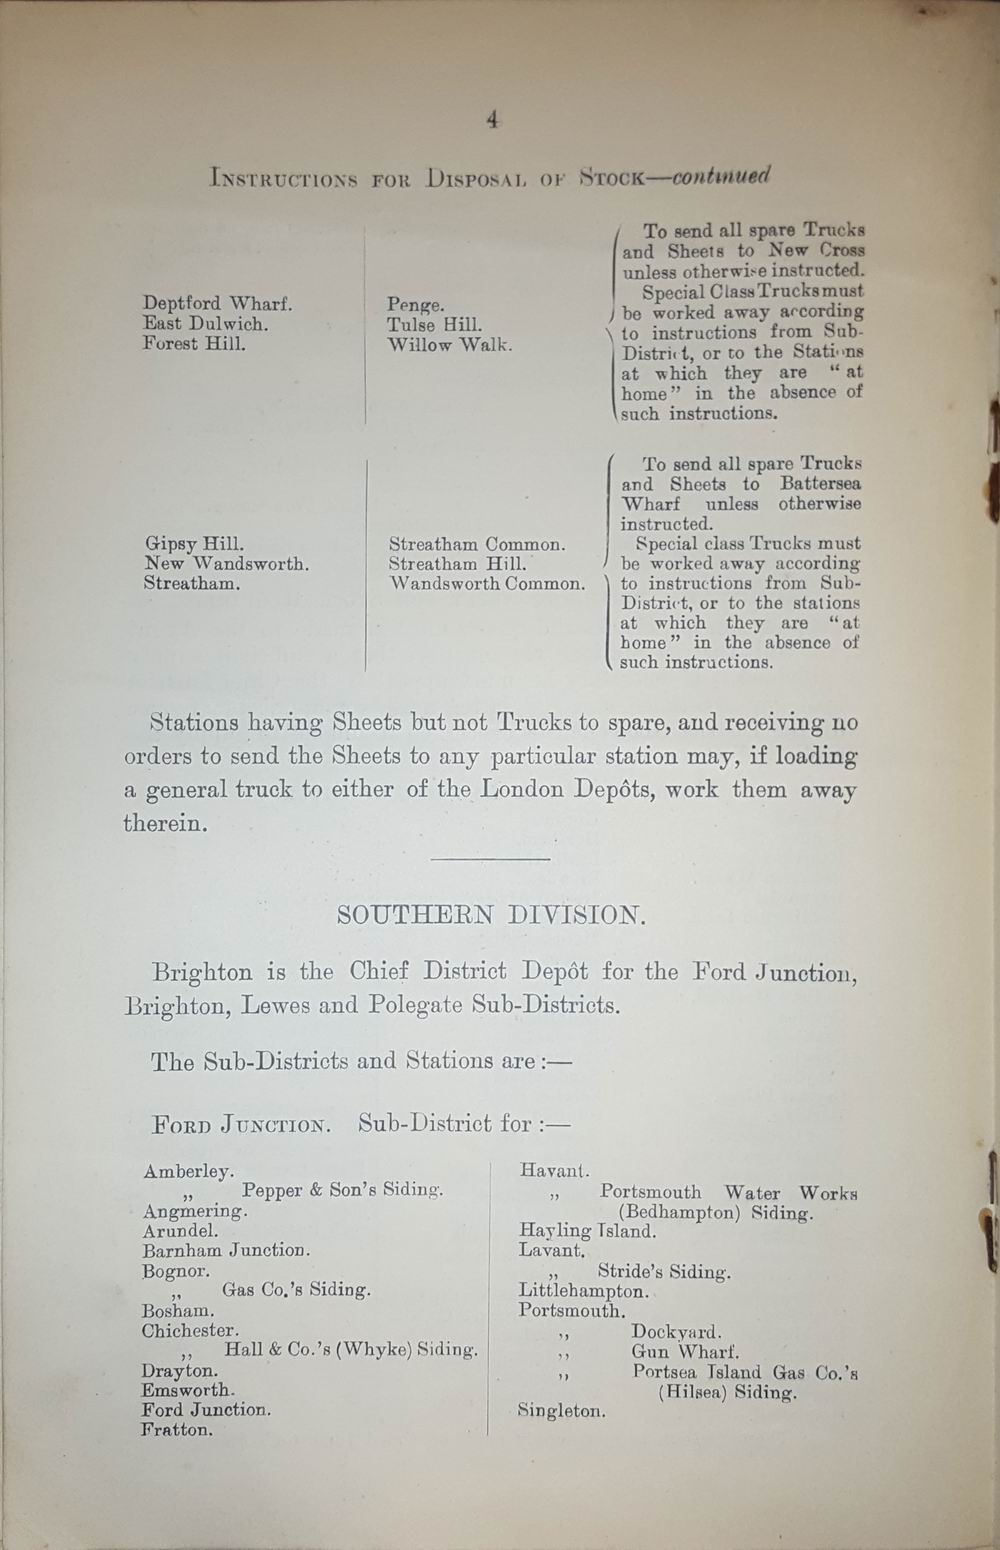 4
INSTRUCTIONS FOR DISPOSAL OF STOCK—continued
Deptford Wharf.
East Dulwich.
Forest Hill.
Penge.
Tulse Hill.
Willow Walk.
To send all spare Trucks
and Sheets to New Cross
unless otherwise instructed.
Special Class Trucks must
be worked away according
to instructions from Sub-
District, or to the Stations
at which they are “at
home” in the absence of
such instructions.
Gipsy Hill.
New Wandsworth.
Streatham.
Streatham Common.
Streatham Hill.
Wandsworth Common.
To send all spare Trucks
and Sheets to Battersea
Wharf unless otherwise
instructed.
Special class Trucks must
be worked away according
to instructions from Sub-
District, or to the stations
at which they are “at
home” in the absence of
such instructions.
Stations having Sheets but not Trucks to spare, and receiving no
orders to send the Sheets to any particular station may, if loading
a general truck to either of the London Depôts, work them away
therein.
SOUTHERN DIVISION.
Brighton is the Chief District Depôt for the Ford Junction,
Brighton, Lewes and Polegate Sub-Districts.
The Sub-Districts and Stations are :—
FORD JUNCTION. Sub-District for :—
Amberley.
„ Pepper & Son's Siding.
Angmering.
Arundel.
Barnham Junction.
Bognor.
„ Gas Co.'s Siding.
Bosham.
Chichester.
„ Hall & Co.'s (Whyke) Siding.
Drayton.
Emsworth.
Ford Junction.
Fratton.
Havant.
„ Portsmouth Water Works
(Bedhampton) Siding.
Hayling Island.
Lavant.
„ Stride's Siding.
Littlehampton.
Portsmouth.
„ Dockyard.
„ Gun Wharf.
„ Portsea Island Gas Co.'s
(Hilsea) Siding.
Singleton.